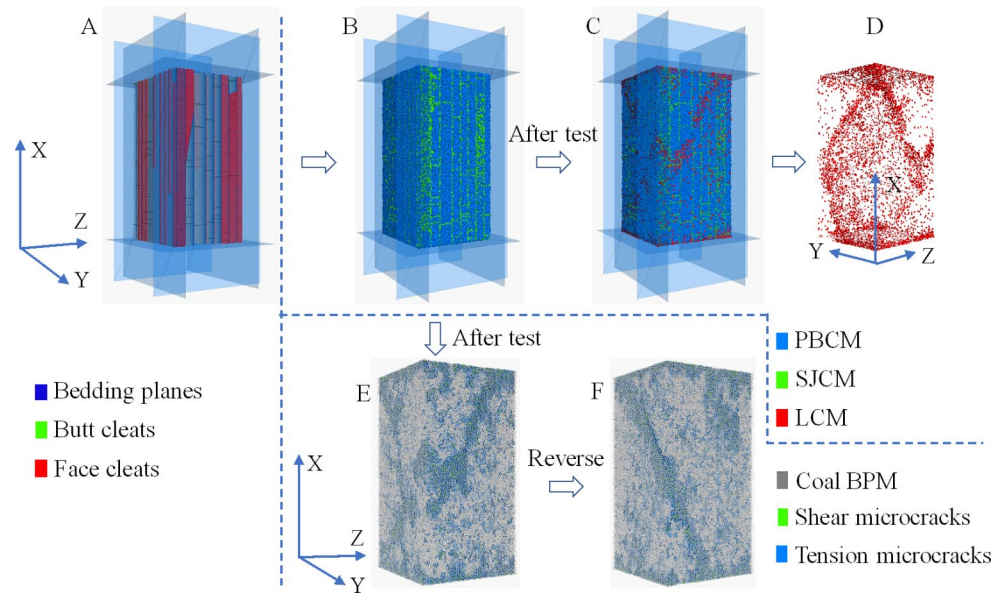 A
B
C
D
After test
X
Z
Y
X
Y
Z
After test
PBCM
SJCM
LCM
Bedding planes
Butt cleats
Face cleats
E
F
Reverse
X
Z
Y
Coal BPM
Shear microcracks
Tension microcracks